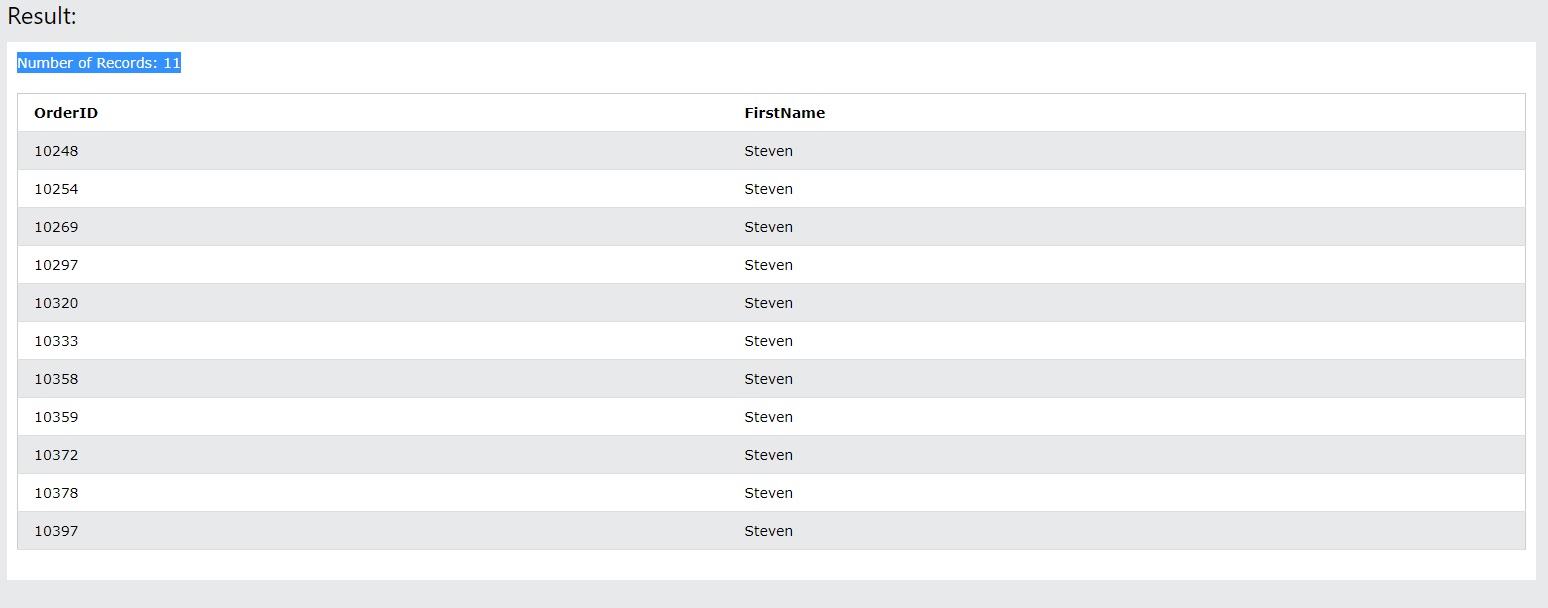 Result:
Number of Records: 11
OrderID FirstName
10248 Steven
10254 Steven
10269 Steven
10297 Steven
10320 Steven
10333 Steven
10358 Steven
10359 Steven
10372 Steven
10378 Steven
10397 Steven